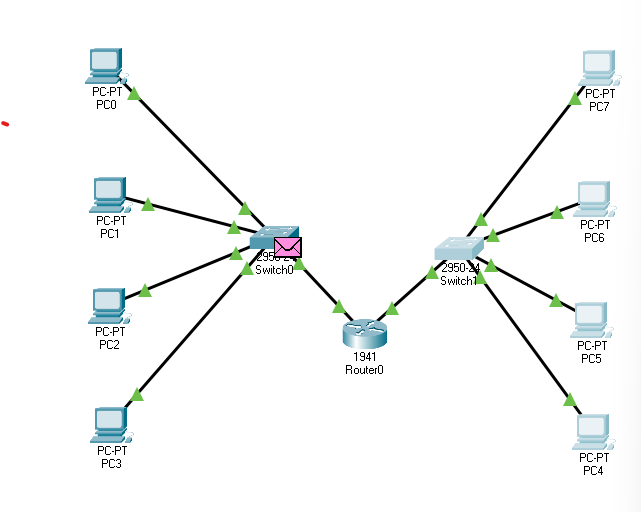 PC-PT
PC0
PC-PT
PC7
PC-PT
PC1
PC-PT
PC6
2950-24
Switch0
2950-24
Switch1
PC-PT
PC2
1941
Router0
PC-PT
PC5
PC-PT
PC3
PC-PT
PC4